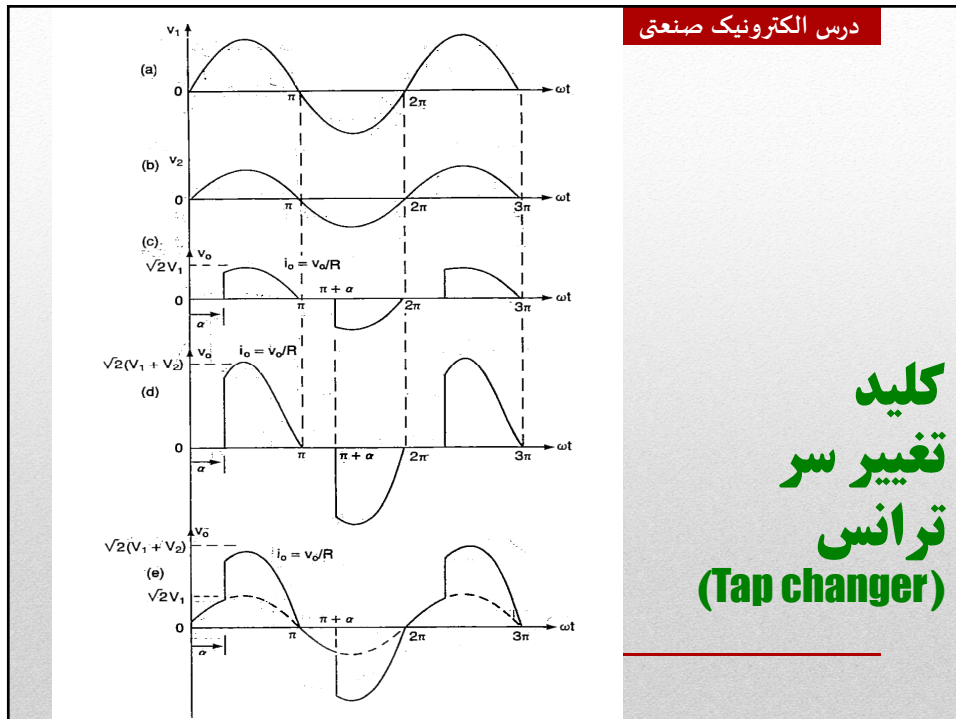 درس الکترونیک صنعتی
v₁
(a)
0
π
2π
ωt
(b)
v₂
0
π
2π
3π
ωt
(c)
v₀
√2V₁
i₀ = v₀/R
π + α
0
π
2π
3π
ωt
α
√2(V₁ + V₂)
v₀
i₀ = v₀/R
(d)
0
π
π + α
2π
3π
ωt
α
v₀
√2(V₁ + V₂)
i₀ = v₀/R
(e)
√2V₁
π + α
0
π
2π
3π
ωt
α
کلید
تغییر سر
ترانس
(Tap changer)